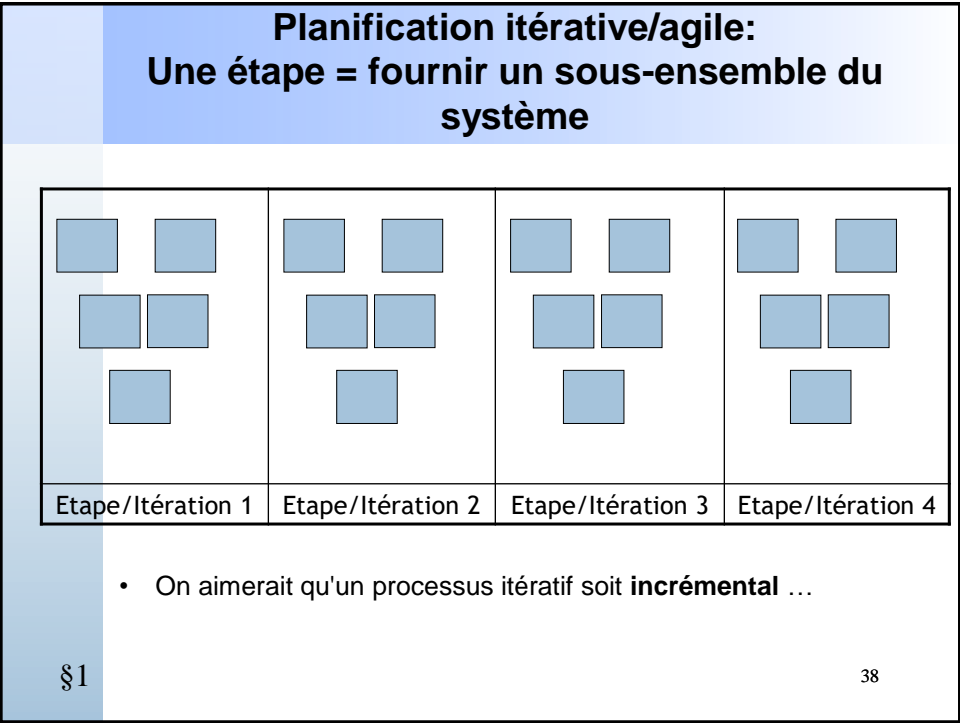 Planification itérative/agile:
Une étape = fournir un sous-ensemble du
système
Etape/Itération 1
Etape/Itération 2
Etape/Itération 3
Etape/Itération 4
• On aimerait qu'un processus itératif soit incrémental …
§1
38